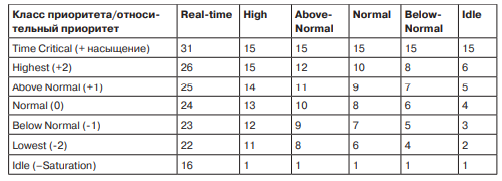 Класс приоритета/относи-
тельный приоритет Real-time High Above-
Normal Normal Below-
Normal Idle
Time Critical (+ насыщение) 31 15 15 15 15 15
Highest (+2) 26 15 12 10 8 6
Above Normal (+1) 25 14 11 9 7 5
Normal (0) 24 13 10 8 6 4
Below Normal (-1) 23 12 9 7 5 3
Lowest (-2) 22 11 8 6 4 2
Idle (–Saturation) 16 1 1 1 1 1